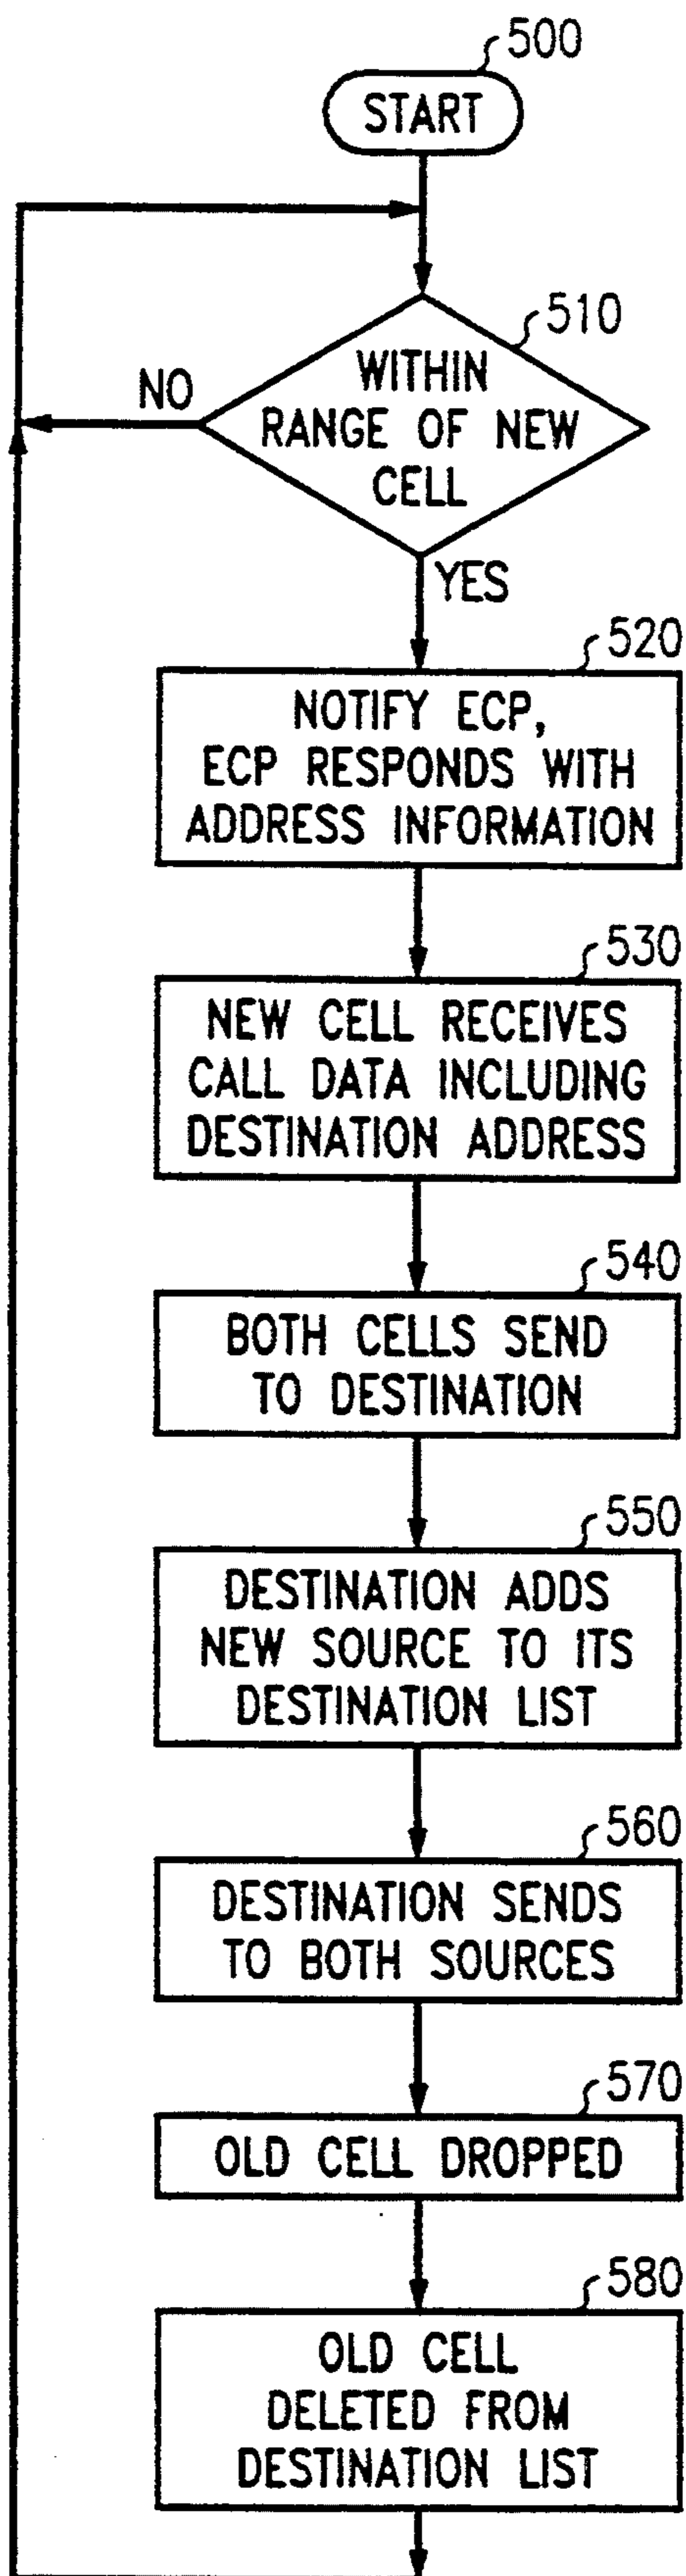 500
START
510
WITHIN
RANGE OF NEW
CELL
NO
YES
520
NOTIFY ECP,
ECP RESPONDS WITH
ADDRESS INFORMATION
530
NEW CELL RECEIVES
CALL DATA INCLUDING
DESTINATION ADDRESS
540
BOTH CELLS SEND
TO DESTINATION
550
DESTINATION ADDS
NEW SOURCE TO ITS
DESTINATION LIST
560
DESTINATION SENDS
TO BOTH SOURCES
570
OLD CELL DROPPED
580
OLD CELL
DELETED FROM
DESTINATION LIST